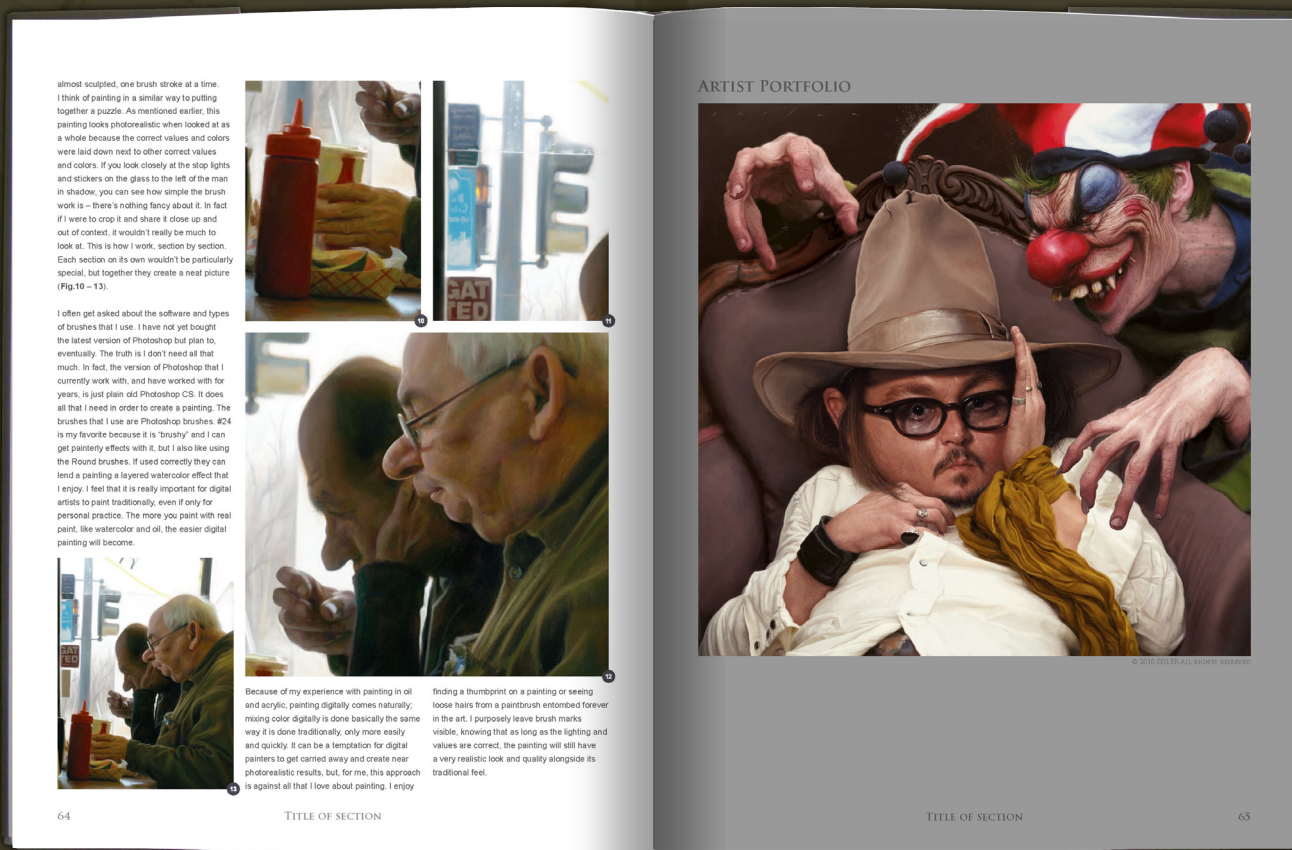 almost sculpted, one brush stroke at a time.
I think of painting in a similar way to putting
together a puzzle. As mentioned earlier, this
painting looks photorealistic when looked at as
a whole because the correct values and colors
were laid down next to other correct values
and colors. If you look closely at the stop lights
and stickers on the glass to the left of the man
in shadow, you can see how simple the brush
work is – there's nothing fancy about it. In fact
if I were to crop it and share it close up and
out of context, it wouldn't really be much to
look at. This is how I work, section by section.
Each section on its own wouldn't be particularly
special, but together they create a neat picture
(Fig.10 – 13).
I often get asked about the software and types
of brushes that I use. I have not yet bought
the latest version of Photoshop but plan to,
eventually. The truth is I don't need all that
much. In fact, the version of Photoshop that I
currently work with, and have worked with for
years, is just plain old Photoshop CS. It does
all that I need in order to create a painting. The
brushes that I use are Photoshop brushes. #24
is my favorite because it is "brushy" and I can
get painterly effects with it, but I also like using
the Round brushes. If used correctly they can
lend a painting a layered watercolor effect that
I enjoy. I feel that it is really important for digital
artists to paint traditionally, even if only for
personal practice. The more you paint with real
paint, like watercolor and oil, the easier digital
painting will become.
GAT
TED
13
10
GAT
TED
11
12
Because of my experience with painting in oil
and acrylic, painting digitally comes naturally;
mixing color digitally is done basically the same
way it is done traditionally, only more easily
and quickly. It can be a temptation for digital
painters to get carried away and create near
photorealistic results, but, for me, this approach
is against all that I love about painting. I enjoy
finding a thumbprint on a painting or seeing
loose hairs from a paintbrush entombed forever
in the art. I purposely leave brush marks
visible, knowing that as long as the lighting and
values are correct, the painting will still have
a very realistic look and quality alongside its
traditional feel.
64
Title of section
Artist Portfolio
© 2010 SEILER ALL RIGHTS RESERVED
Title of section
65